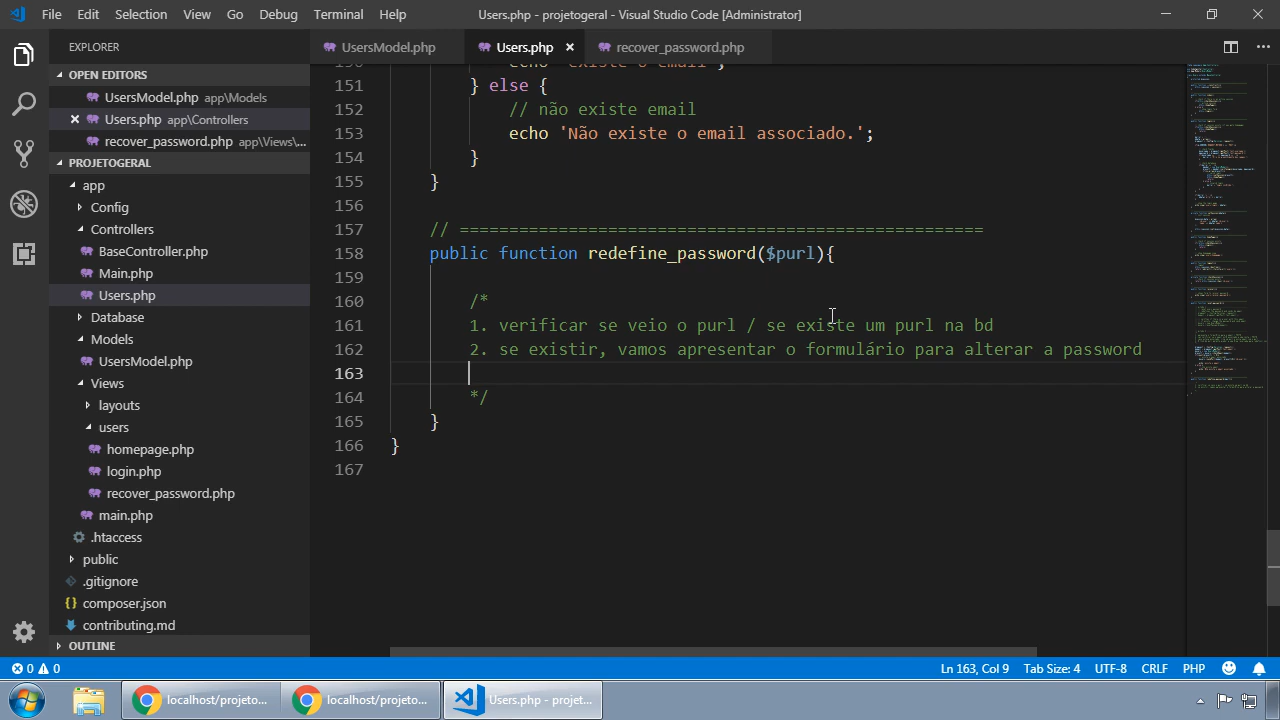 File Edit Selection View Go Debug Terminal Help
Users.php - projetogeral - Visual Studio Code [Administrator]
EXPLORER
OPEN EDITORS
UsersModel.php app\Models
Users.php app\Controllers
recover_password.php app\Views\...
PROJETOGERAL
app
Config
Controllers
BaseController.php
Main.php
Users.php
Database
Models
UsersModel.php
Views
layouts
users
homepage.php
login.php
recover_password.php
main.php
.htaccess
public
.gitignore
composer.json
contributing.md
OUTLINE
UsersModel.php Users.php recover_password.php
150 echo 'existe o email';
151 } else {
152 // não existe email
153 echo 'Não existe o email associado.';
154 }
155 }
156
157 // =====================================================
158 public function redefine_password($purl){
159
160 /*
161 1. verificar se veio o purl / se existe um purl na bd
162 2. se existir, vamos apresentar o formulário para alterar a password
163
164 */
165 }
166 }
167
0 0
Ln 163, Col 9 Tab Size: 4 UTF-8 CRLF PHP
localhost/projeto... localhost/projeto... Users.php - projet...